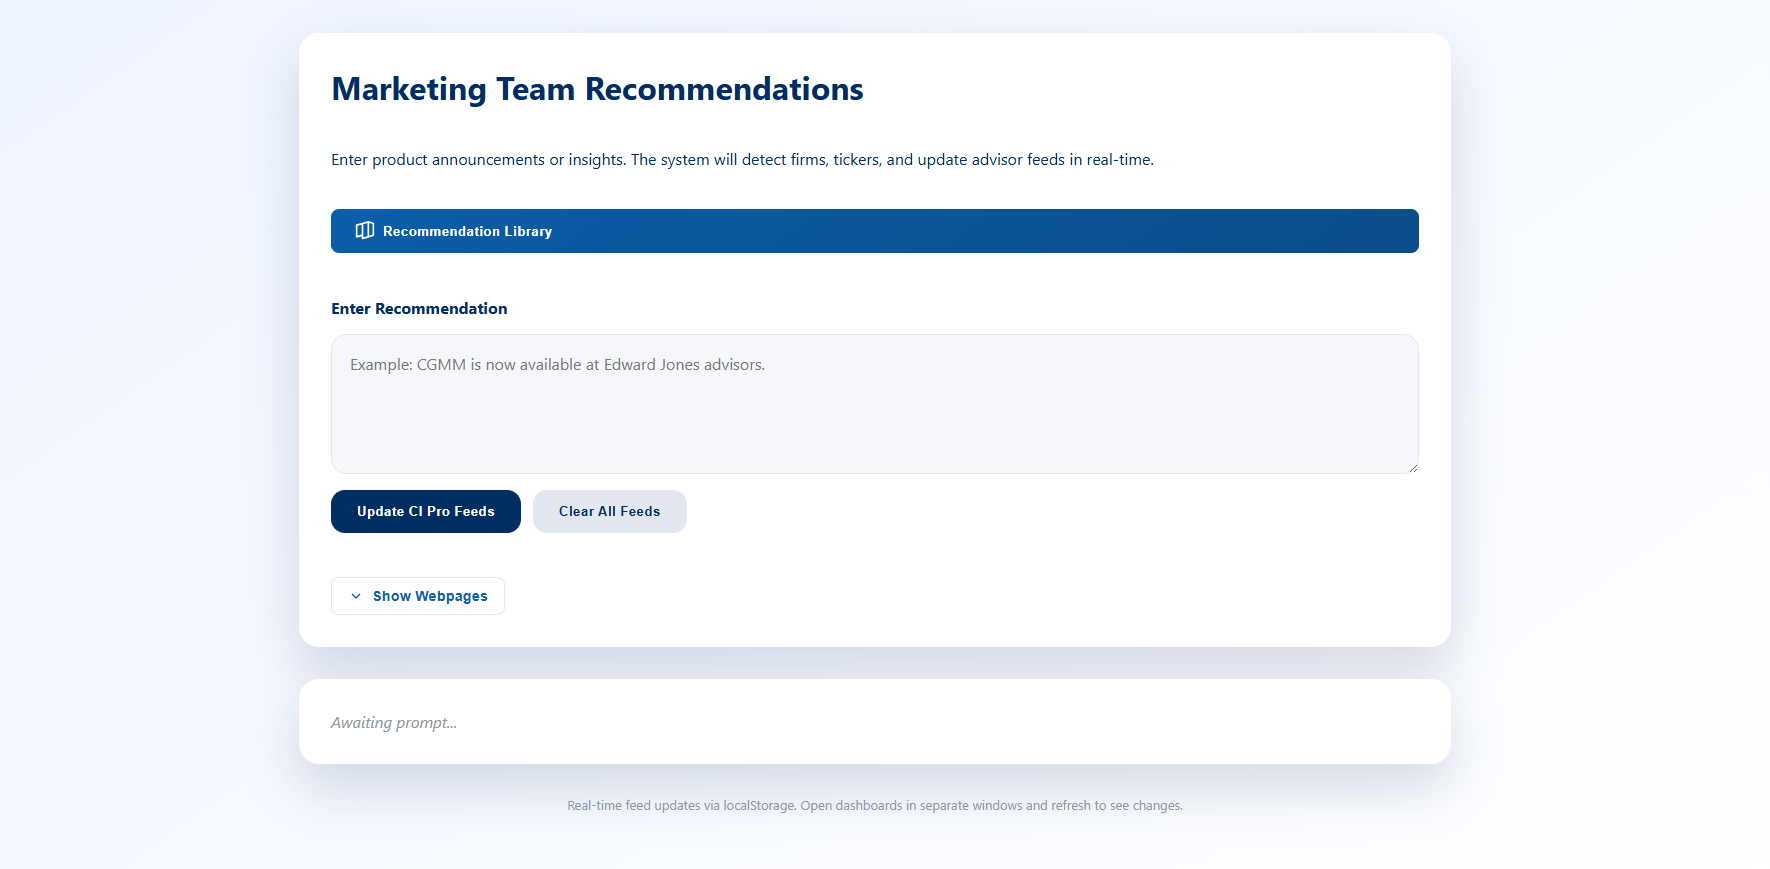 Marketing Team Recommendations
Enter product announcements or insights. The system will detect firms, tickers, and update advisor feeds in real-time.
Recommendation Library
Enter Recommendation
Example: CGMM is now available at Edward Jones advisors.
Update CI Pro Feeds
Clear All Feeds
Show Webpages
Awaiting prompt...
Real-time feed updates via localStorage. Open dashboards in separate windows and refresh to see changes.